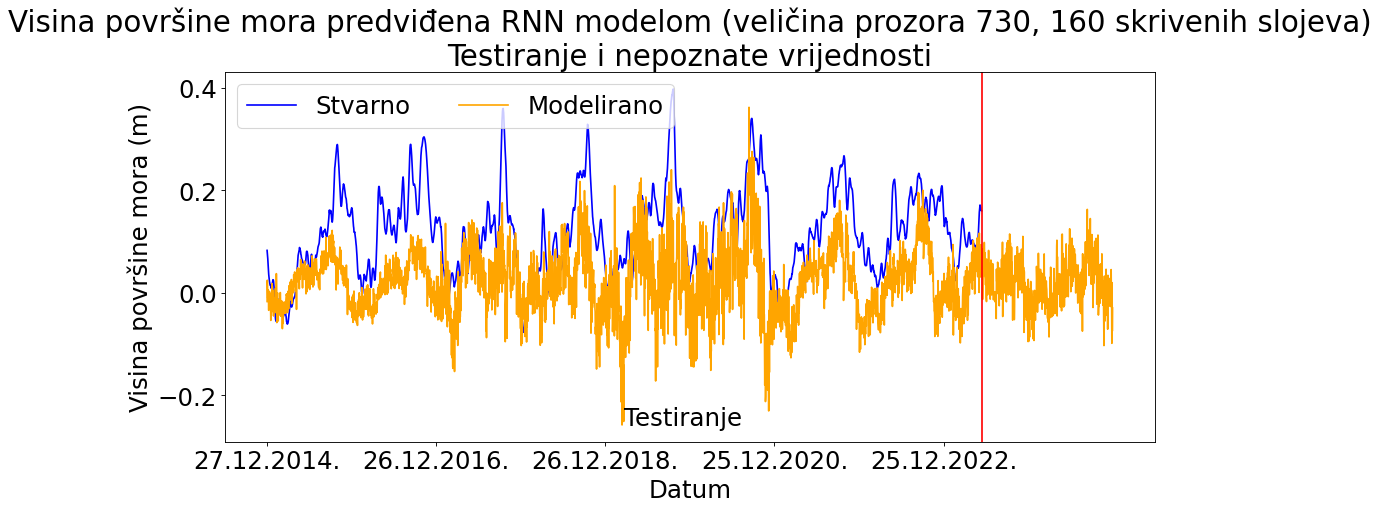 Visina površine mora predviđena RNN modelom (veličina prozora 730, 160 skrivenih slojeva)
Testiranje i nepoznate vrijednosti
Stvarno
Modelirano
Visina površine mora (m)
0.4
0.2
0.0
−0.2
Testiranje
27.12.2014.
26.12.2016.
26.12.2018.
25.12.2020.
25.12.2022.
Datum